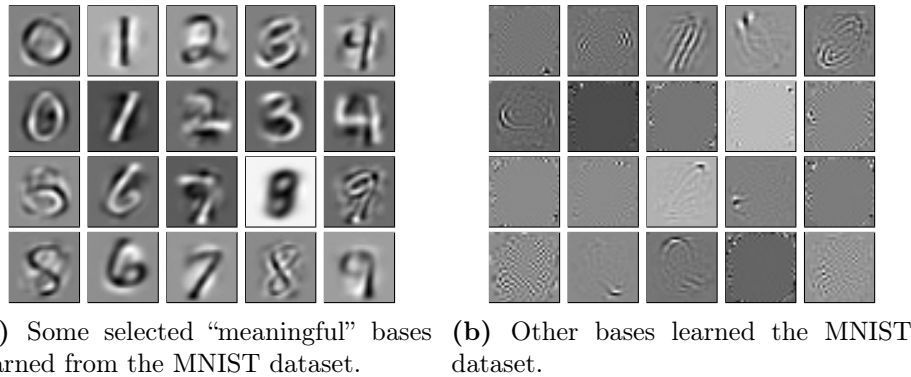 ) Some selected “meaningful” bases
arned from the MNIST dataset.
(b) Other bases learned the MNIST
dataset.